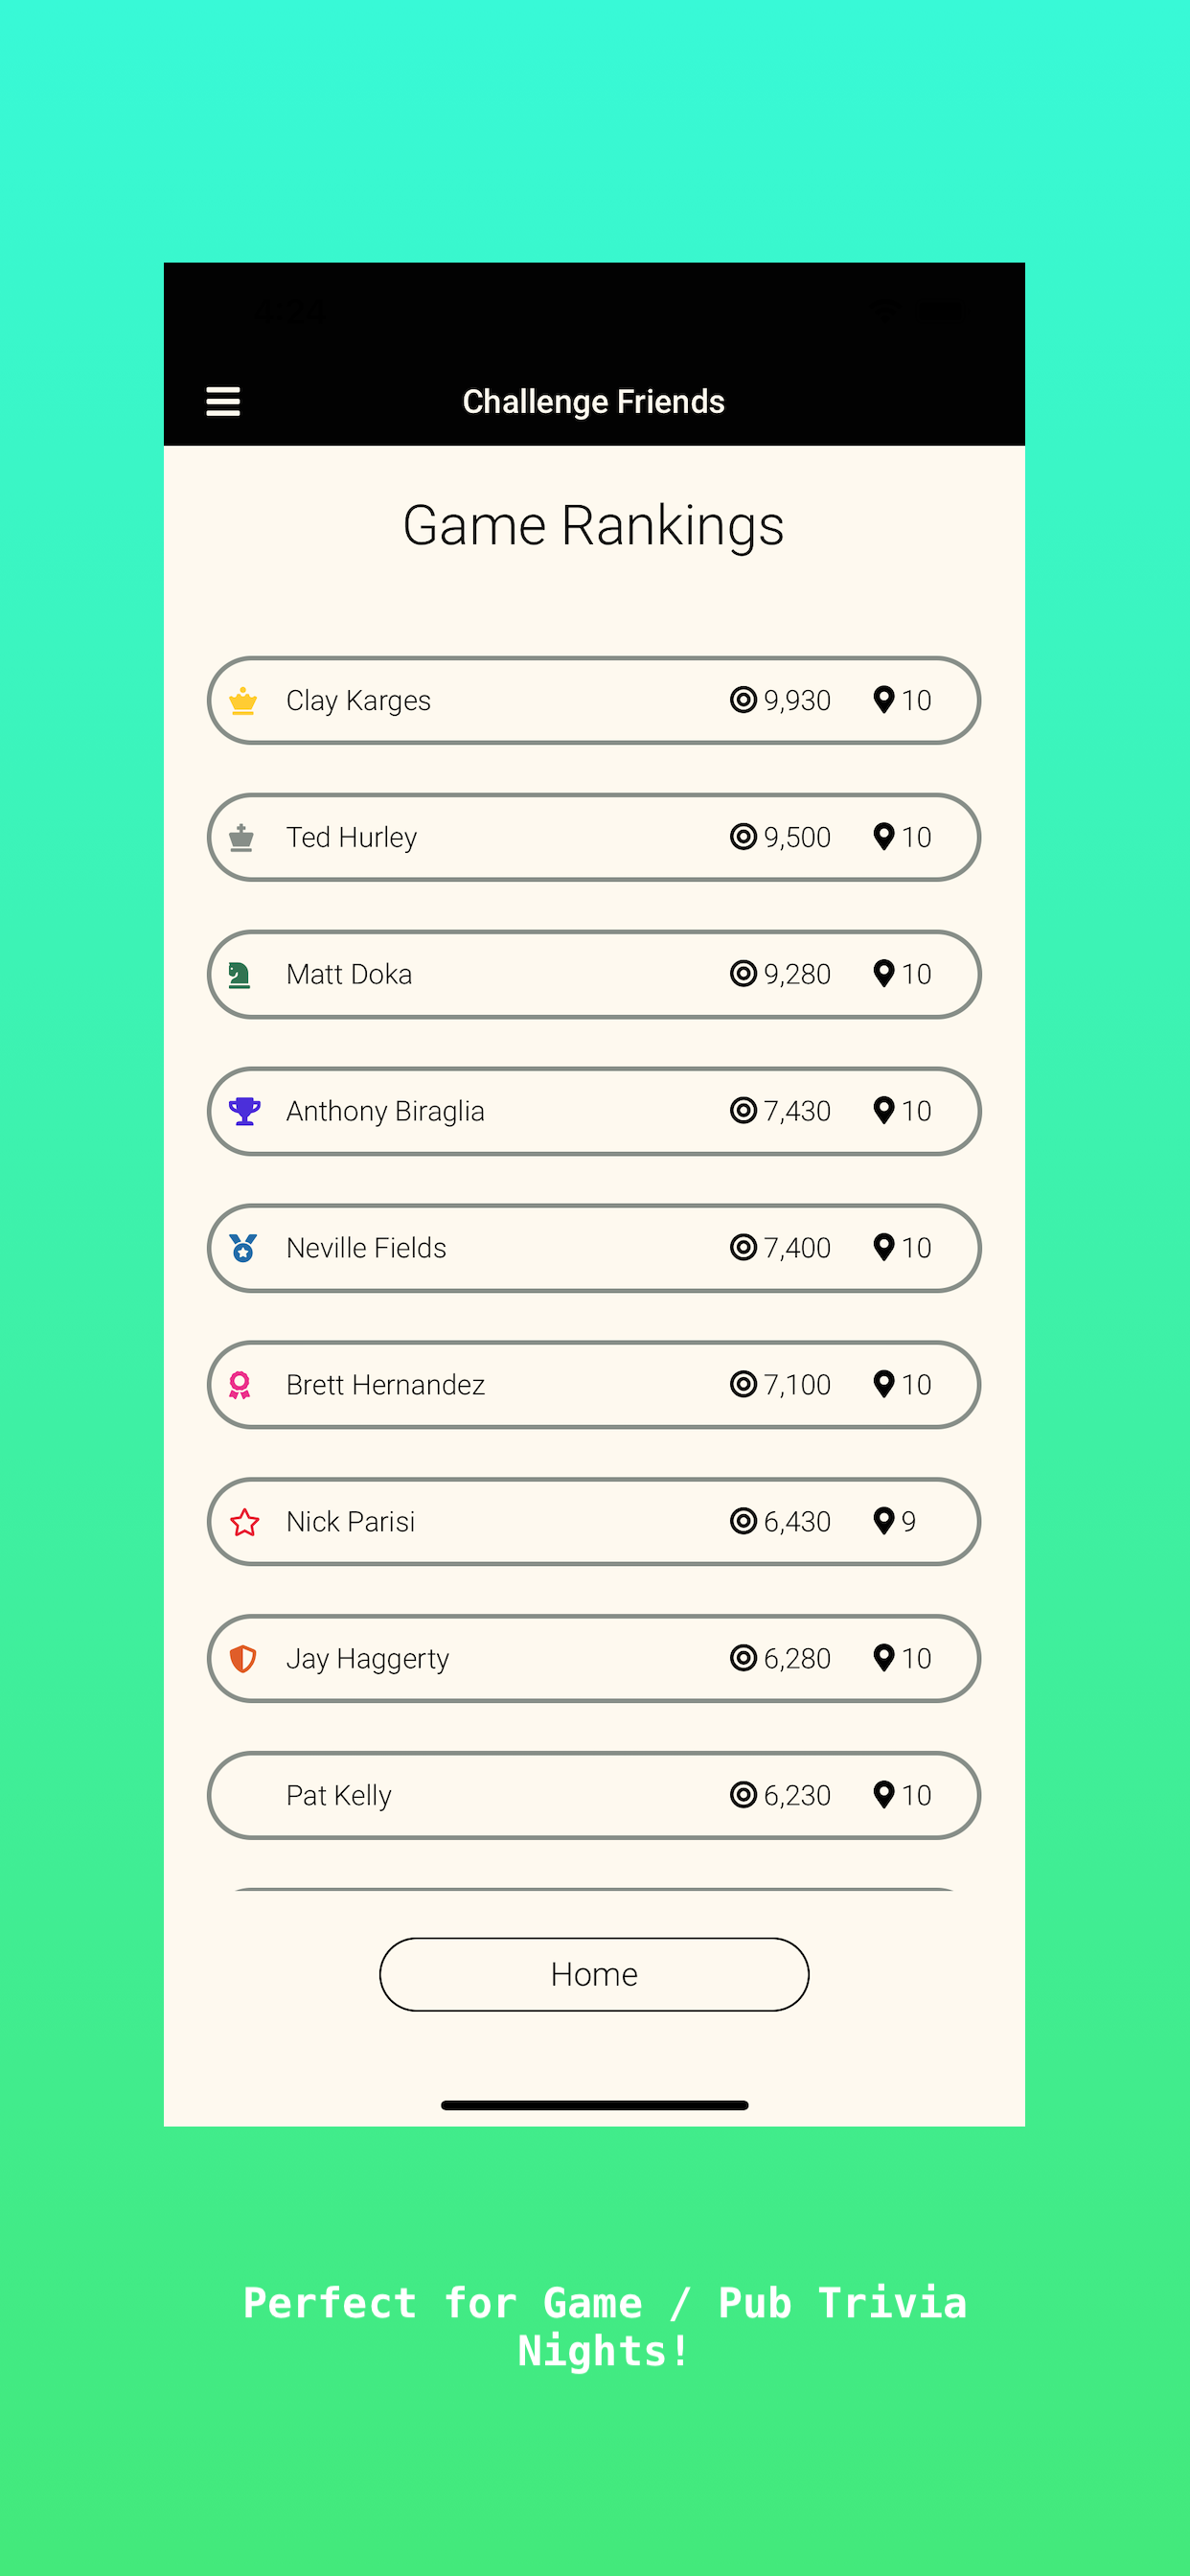 Challenge Friends
Game Rankings
Clay Karges 9,930 10
Ted Hurley 9,500 10
Matt Doka 9,280 10
Anthony Biraglia 7,430 10
Neville Fields 7,400 10
Brett Hernandez 7,100 10
Nick Parisi 6,430 9
Jay Haggerty 6,280 10
Pat Kelly 6,230 10
Home
Perfect for Game / Pub Trivia
Nights!